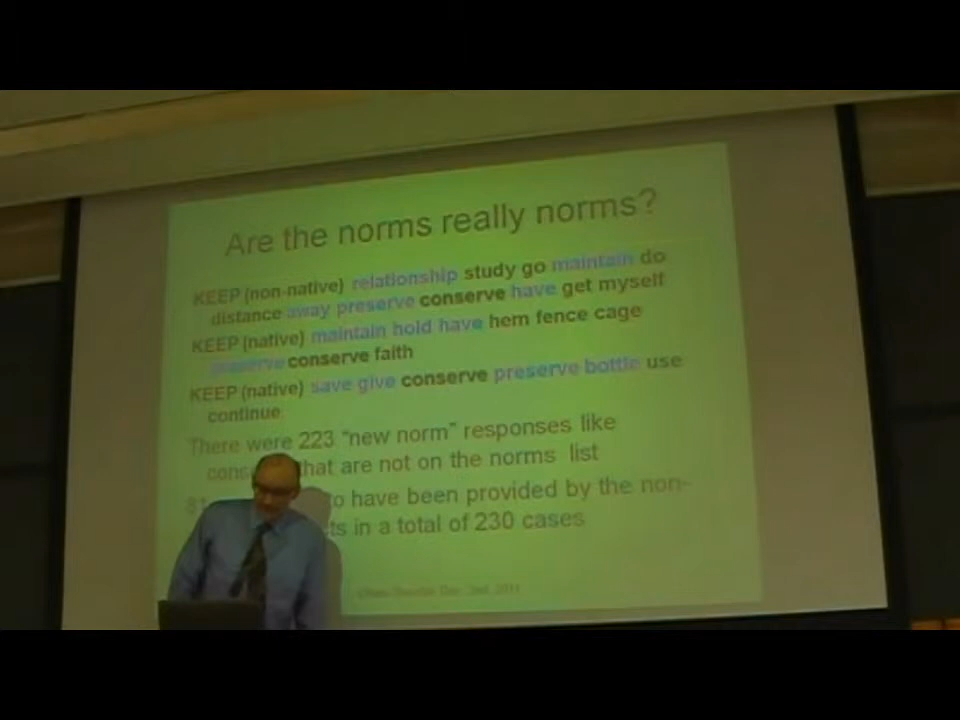 Are the norms really norms?
KEEP (non-native) relationship study go maintain do
distance away preserve conserve have get myself
KEEP (native) maintain hold have hem fence cage
preserve conserve faith
KEEP (native) save give conserve preserve bottle use
continue.
There were 223 "new norm" responses like
that are not on the norms list
to have been provided by the non-
in a total of 230 cases